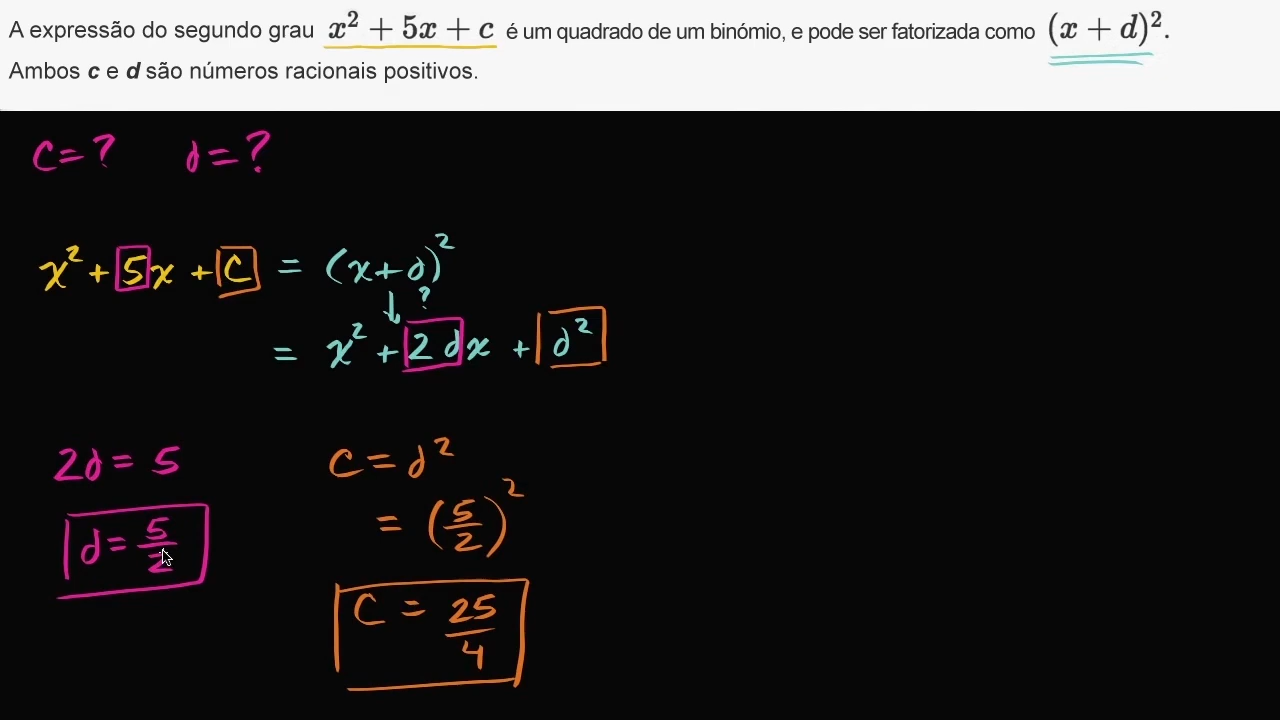 A expressão do segundo grau x² + 5x + c é um quadrado de um binómio, e pode ser fatorizada como (x + d)².
Ambos c e d são números racionais positivos.
c = ? d = ?
x² + 5x + c = (x + d)²
?
= x² + 2dx + d²
2d = 5
d = 5/2
c = d²
= (5/2)²
c = 25/4